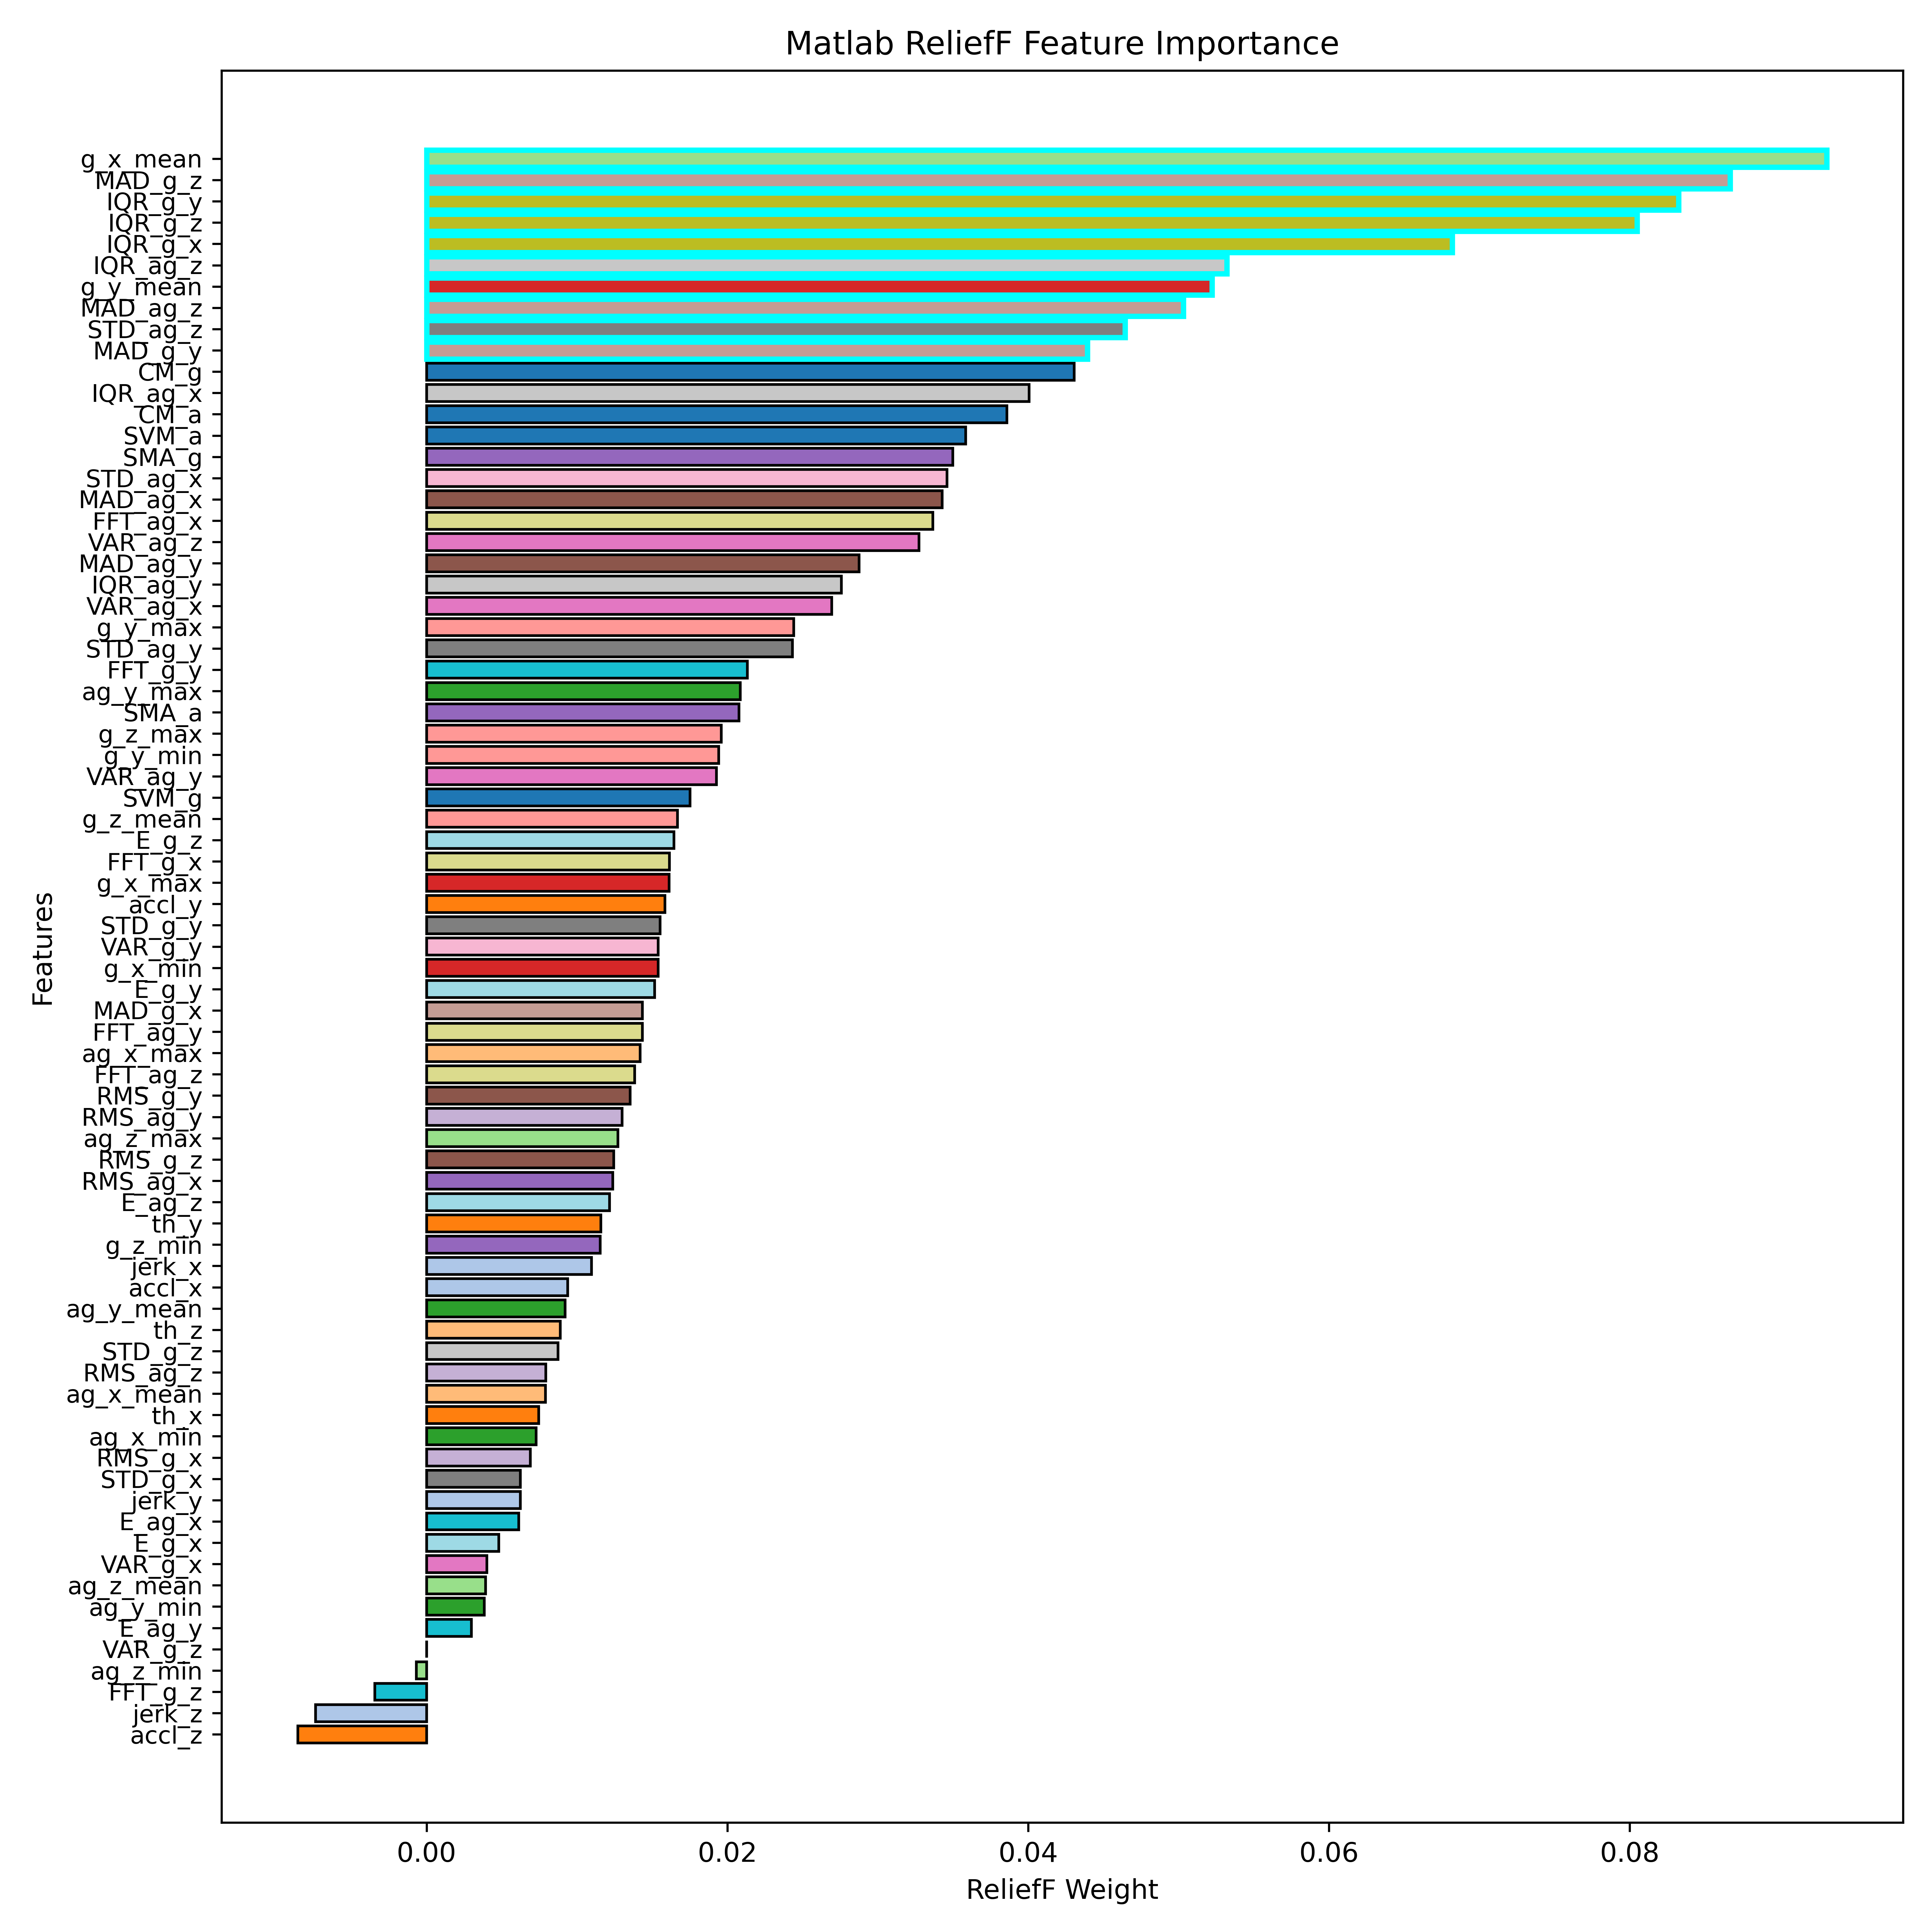 Matlab ReliefF Feature Importance
g_x_mean
MAD_g_z
IQR_g_y
IQR_g_z
IQR_g_x
IQR_ag_z
g_y_mean
MAD_ag_z
STD_ag_z
MAD_g_y
CM_g
IQR_ag_x
CM_a
SVM_a
SMA_g
STD_ag_x
MAD_ag_x
FFT_ag_x
VAR_ag_z
MAD_ag_y
IQR_ag_y
VAR_ag_x
g_y_max
STD_ag_y
FFT_g_y
ag_y_max
SMA_a
g_z_max
g_y_min
VAR_ag_y
SVM_g
g_z_mean
E_g_z
FFT_g_x
g_x_max
accl_y
STD_g_y
VAR_g_y
g_x_min
E_g_y
MAD_g_x
FFT_ag_y
ag_x_max
FFT_ag_z
RMS_g_y
RMS_ag_y
ag_z_max
RMS_g_z
RMS_ag_x
E_ag_z
th_y
g_z_min
jerk_x
accl_x
ag_y_mean
th_z
STD_g_z
RMS_ag_z
ag_x_mean
th_x
ag_x_min
RMS_g_x
STD_g_x
jerk_y
E_ag_x
E_g_x
VAR_g_x
ag_z_mean
ag_y_min
E_ag_y
VAR_g_z
ag_z_min
FFT_g_z
jerk_z
accl_z
Features
0.00 0.02 0.04 0.06 0.08
ReliefF Weight